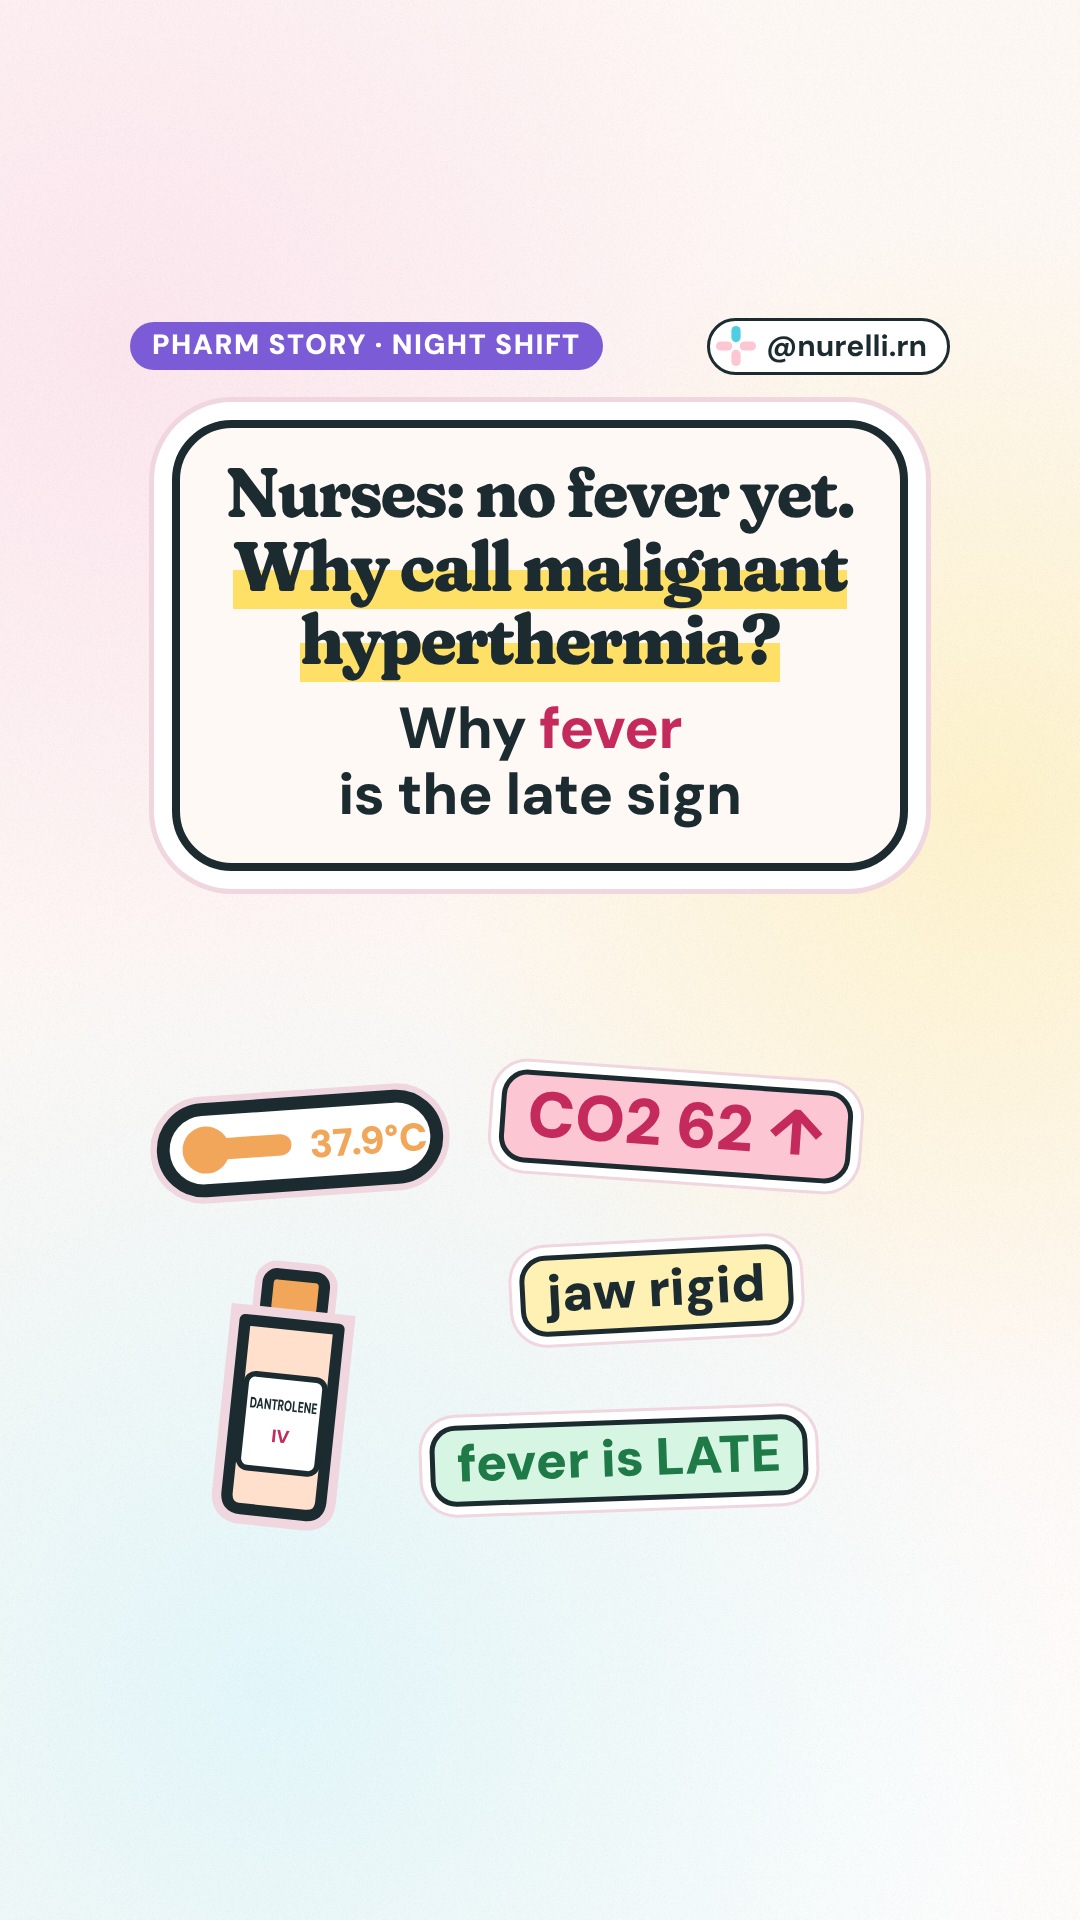 PHARM STORY · NIGHT SHIFT
@nurelli.rn
Nurses: no fever yet.
Why call malignant
hyperthermia?
Why fever
is the late sign
37.9°C
CO2 62 ↑
jaw rigid
DANTROLENE
IV
fever is LATE